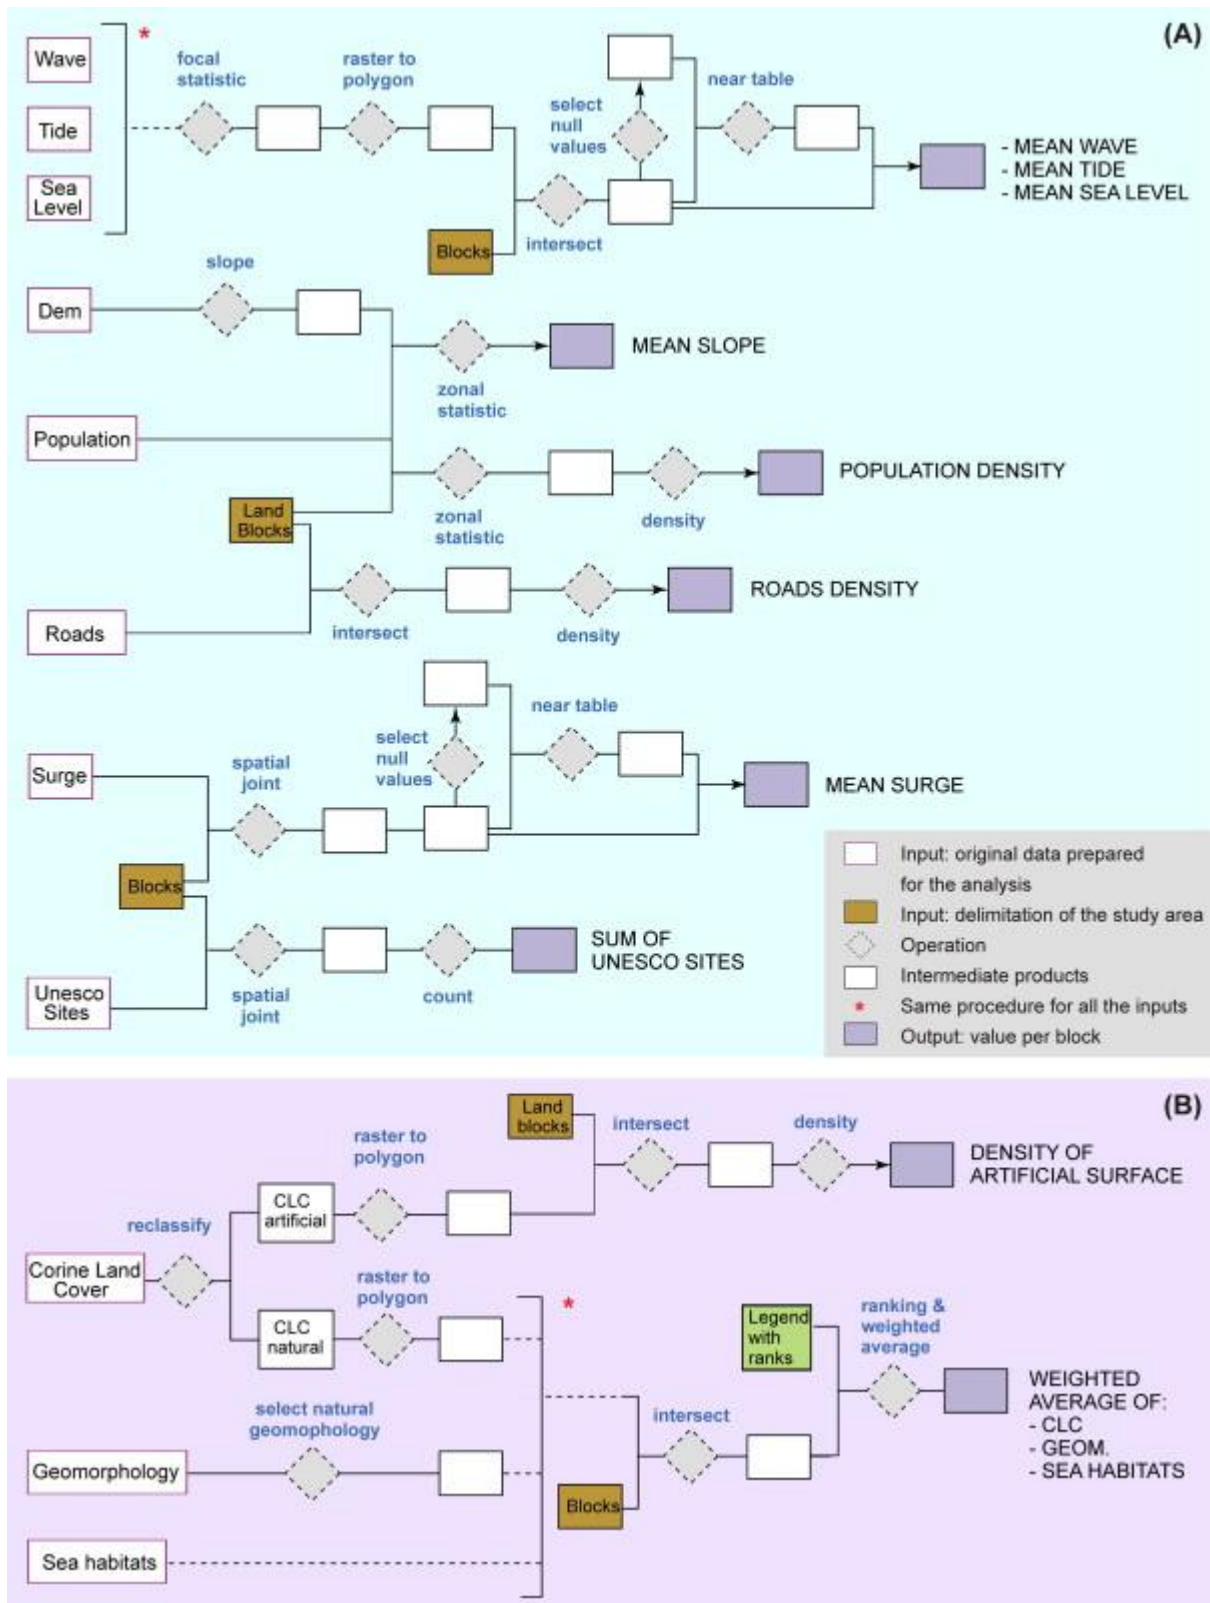 (A)
Wave
*
focal
statistic
raster to
polygon
select
null
values
near table
Tide
Sea
Level
- MEAN WAVE
- MEAN TIDE
- MEAN SEA LEVEL
Blocks
intersect
slope
Dem
MEAN SLOPE
zonal
statistic
Population
POPULATION DENSITY
Land
Blocks
zonal
statistic
density
ROADS DENSITY
Roads
intersect
density
near table
select
null
values
Surge
spatial
joint
MEAN SURGE
Blocks
SUM OF
UNESCO SITES
Unesco
Sites
spatial
joint
count
Input: original data prepared
for the analysis
Input: delimitation of the study area
Operation
Intermediate products
* Same procedure for all the inputs
Output: value per block
(B)
Land
blocks
intersect
density
raster to
polygon
DENSITY OF
ARTIFICIAL SURFACE
CLC
artificial
reclassify
Corine Land
Cover
raster to
polygon
*
CLC
natural
Legend
with
ranks
ranking &
weighted
average
WEIGHTED
AVERAGE OF:
- CLC
- GEOM.
- SEA HABITATS
select natural
geomophology
intersect
Geomorphology
Blocks
Sea habitats